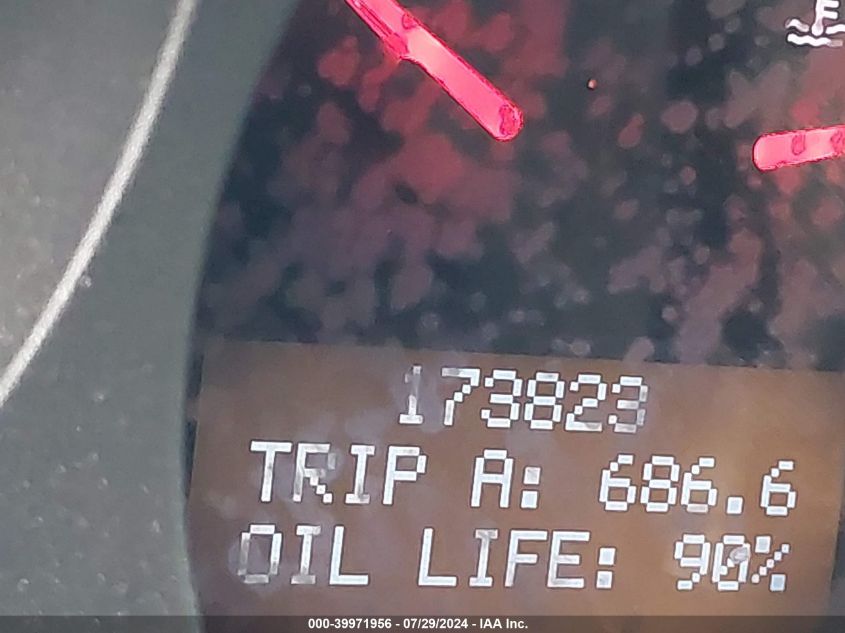 173823
TRIP A: 686.6
OIL LIFE: 90%
000-39971956 - 07/29/2024 - IAA Inc.